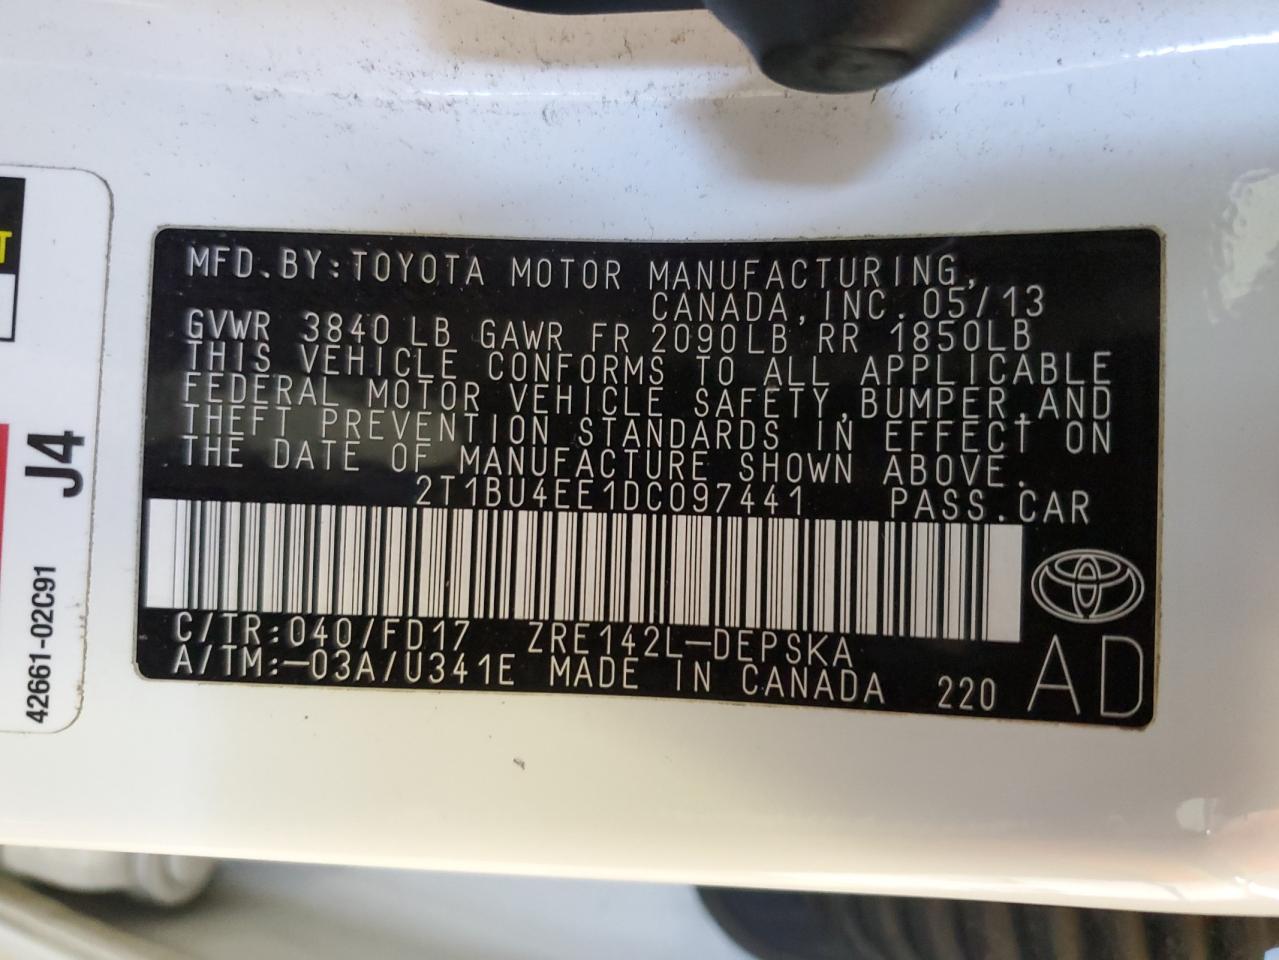 MFD.BY:TOYOTA MOTOR MANUFACTURING,
CANADA,INC. 05/13
GVWR 3840 LB GAWR FR 2090LB RR 1850LB
THIS VEHICLE CONFORMS TO ALL APPLICABLE
FEDERAL MOTOR VEHICLE SAFETY,BUMPER,AND
THEFT PREVENTION STANDARDS IN EFFECT ON
THE DATE OF MANUFACTURE SHOWN ABOVE.
2T1BU4EE1DC097441 PASS.CAR
C/TR:040/FD17 ZRE142L-DEPSKA
A/TM:-03A/U341E MADE IN CANADA 220 AD
J4
42661-02C91
T